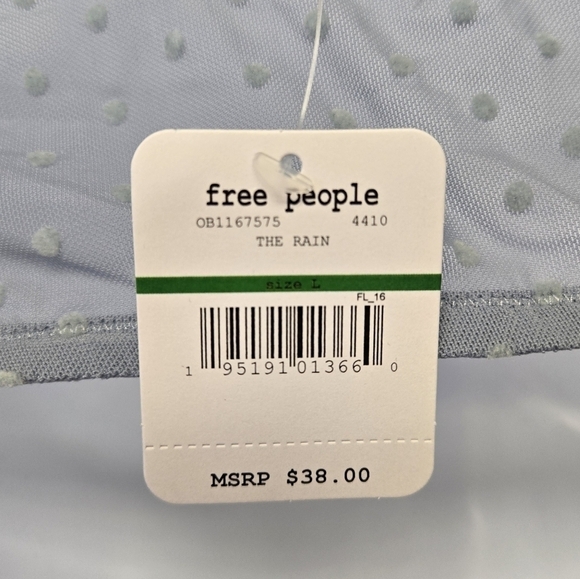 free people
OB1167575 4410
THE RAIN
size L
FL_16
1 95191 01366 0
MSRP $38.00